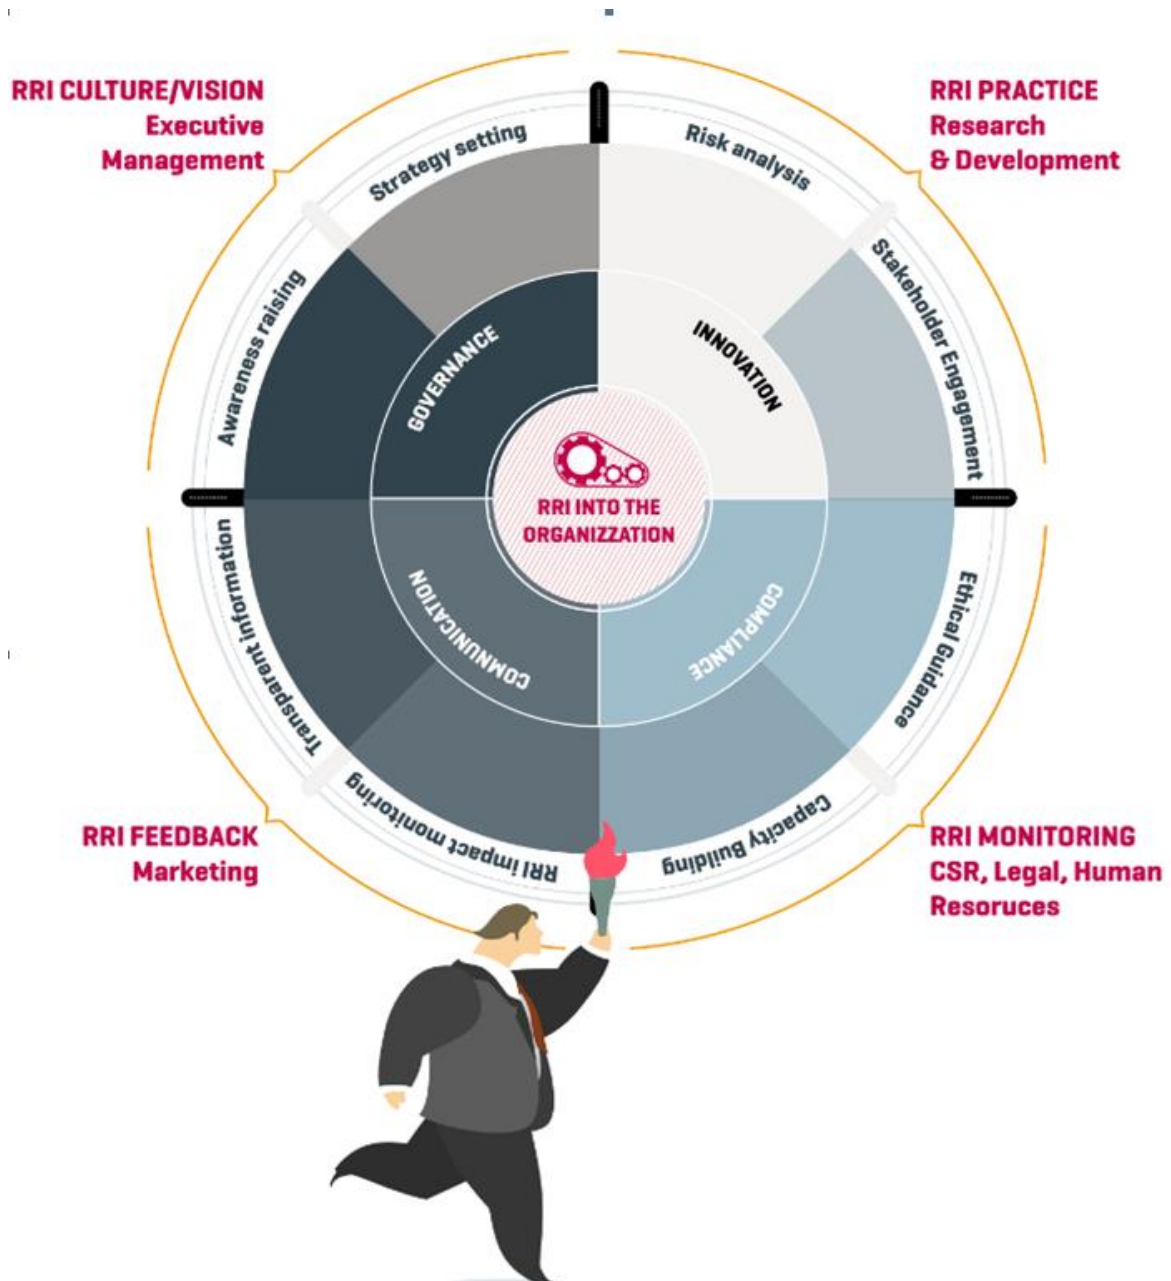 RRI CULTURE/VISION
Executive
Management
RRI PRACTICE
Research
& Development
Strategy setting
Risk analysis
Awareness raising
Stakeholder Engagement
GOVERNANCE
INNOVATION
RRI INTO THE
ORGANIZZATION
COMMUNICATION
COMPLIANCE
Transparent information
Ethical Guidance
RRI impact monitoring
Capacity Building
RRI FEEDBACK
Marketing
RRI MONITORING
CSR, Legal, Human
Resoruces